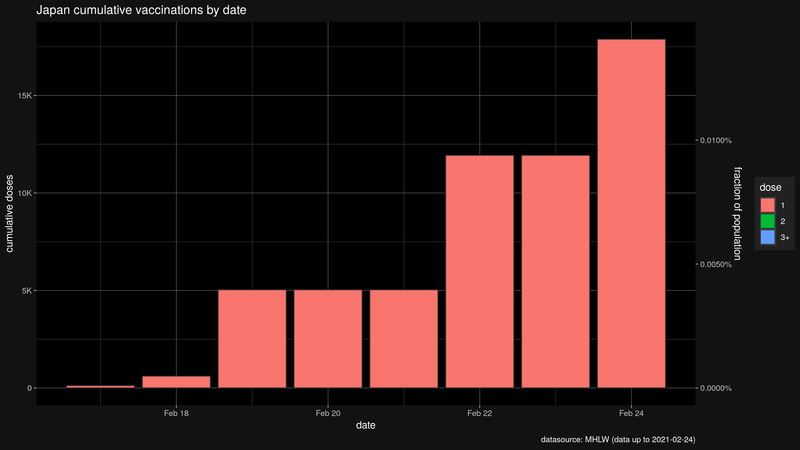 Japan cumulative vaccinations by date
cumulative doses
15K
10K
5K
0
0.0100%
0.0050%
0.0000%
fraction of population
Feb 18
Feb 20
Feb 22
Feb 24
date
dose
1
2
3+
datasource: MHLW (data up to 2021-02-24)